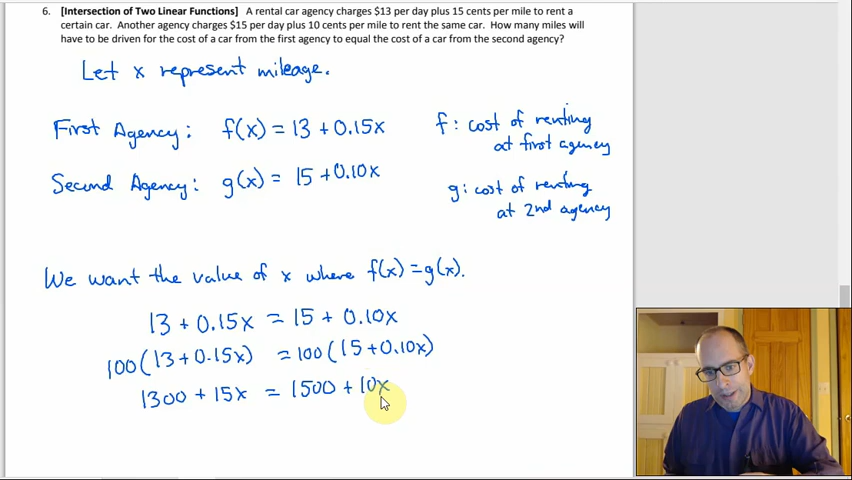 6. [Intersection of Two Linear Functions] A rental car agency charges $13 per day plus 15 cents per mile to rent a
certain car. Another agency charges $15 per day plus 10 cents per mile to rent the same car. How many miles will
have to be driven for the cost of a car from the first agency to equal the cost of a car from the second agency?
Let x represent mileage.
First Agency: f(x) = 13 + 0.15x
f: cost of renting
at first agency
Second Agency: g(x) = 15 + 0.10x
g: cost of renting
at 2nd agency
We want the value of x where f(x) = g(x).
13 + 0.15x = 15 + 0.10x
100(13 + 0.15x) = 100(15 + 0.10x)
1300 + 15x = 1500 + 10x